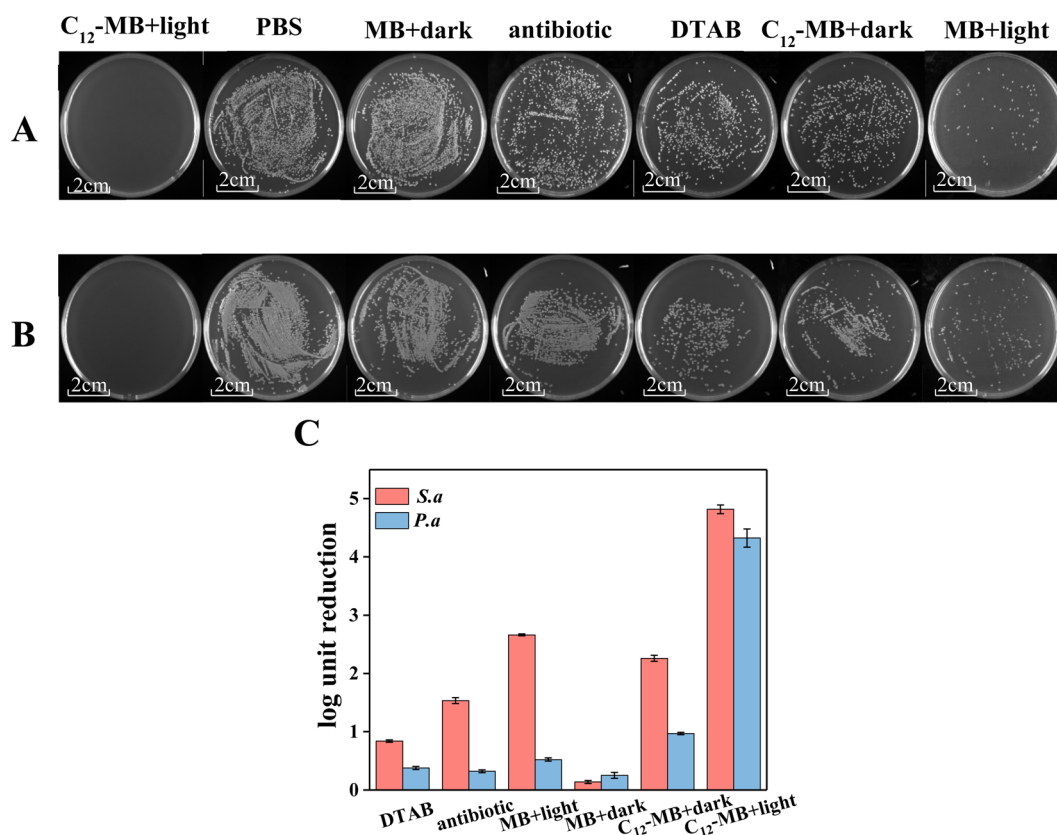 C₁₂-MB+light PBS MB+dark antibiotic DTAB C₁₂-MB+dark MB+light
A
2cm 2cm 2cm 2cm 2cm 2cm 2cm
B
2cm 2cm 2cm 2cm 2cm 2cm 2cm
C
S.a
P.a
log unit reduction
5
4
3
2
1
0
DTAB antibiotic MB+light MB+dark C₁₂-MB+dark C₁₂-MB+light